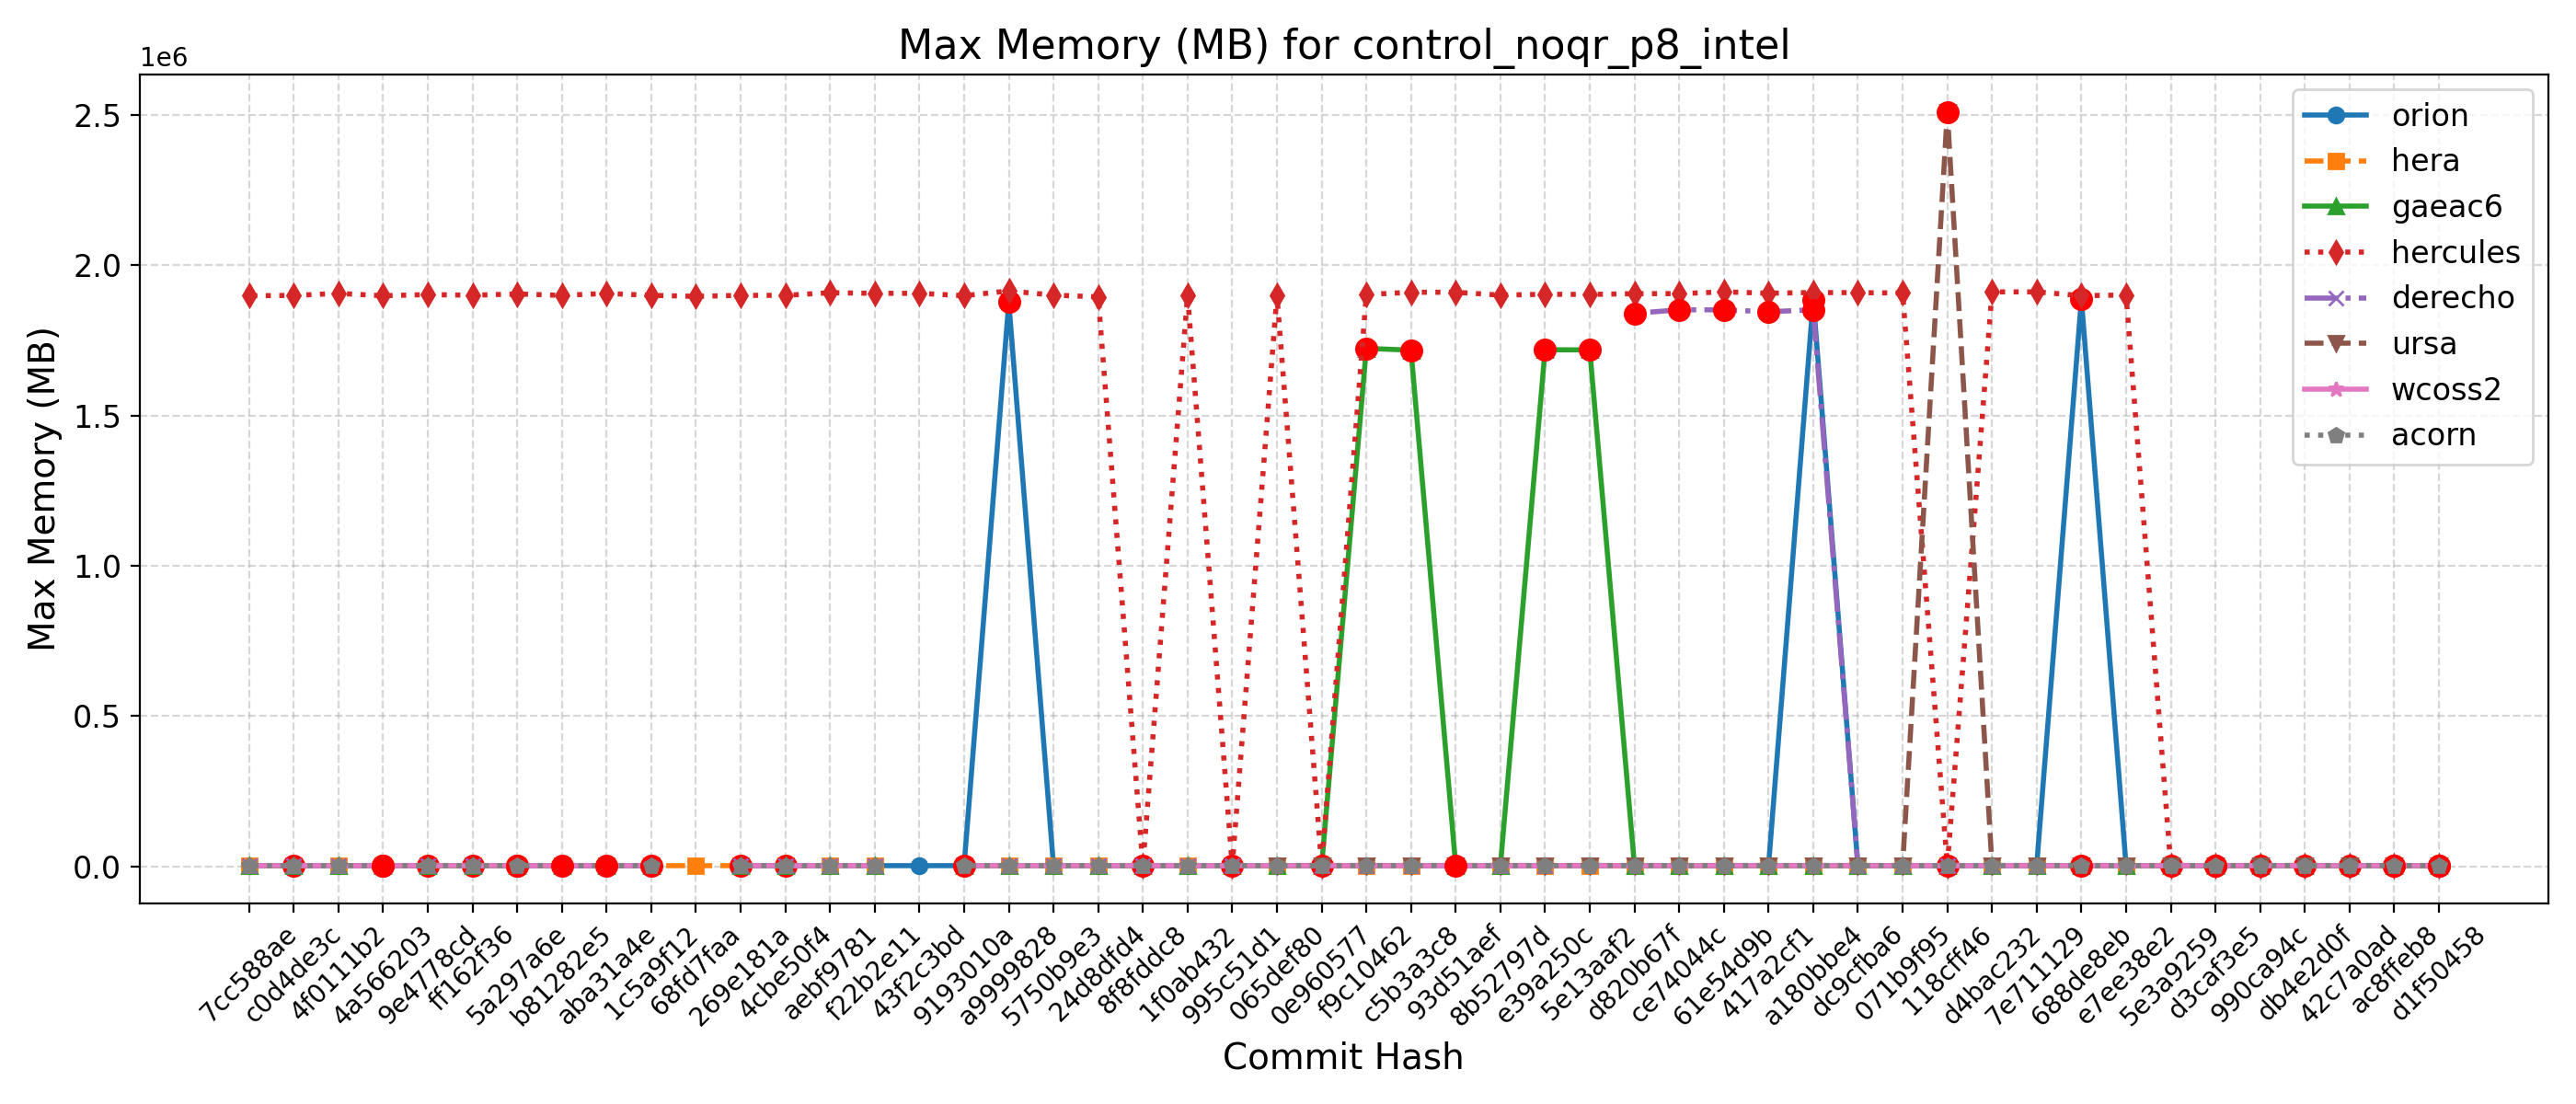 Max Memory (MB) for control_noqr_p8_intel
1e6
2.5
2.0
1.5
1.0
0.5
0.0
Max Memory (MB)
orion
hera
gaeac6
hercules
derecho
ursa
wcoss2
acorn
7cc588ae
c0d4de3c
4f0111b2
4a566203
9e4778cd
ff162f36
5a297a6e
b81282e5
aba31a4e
1c5a9f12
68fd7faa
269e181a
4cbe50f4
aebf9781
f22b2e11
43f2c3bd
9193010a
a9999828
5750b9e3
24d8dfd4
8f8fddc8
1f0ab432
995c51d1
065def80
0e960577
f9c10462
c5b3a3c8
93d51aef
8b52797d
e39a250c
5e13aaf2
d820b67f
ce74044c
61e54d9b
417a2cf1
a180bbe4
dc9cfba6
071b9f95
118cff46
d4bac232
7e711129
688de8eb
e7ee38e2
5e3a9259
d3caf3e5
990ca94c
db4e2d0f
42c7a0ad
ac8ffeb8
d1f50458
Commit Hash